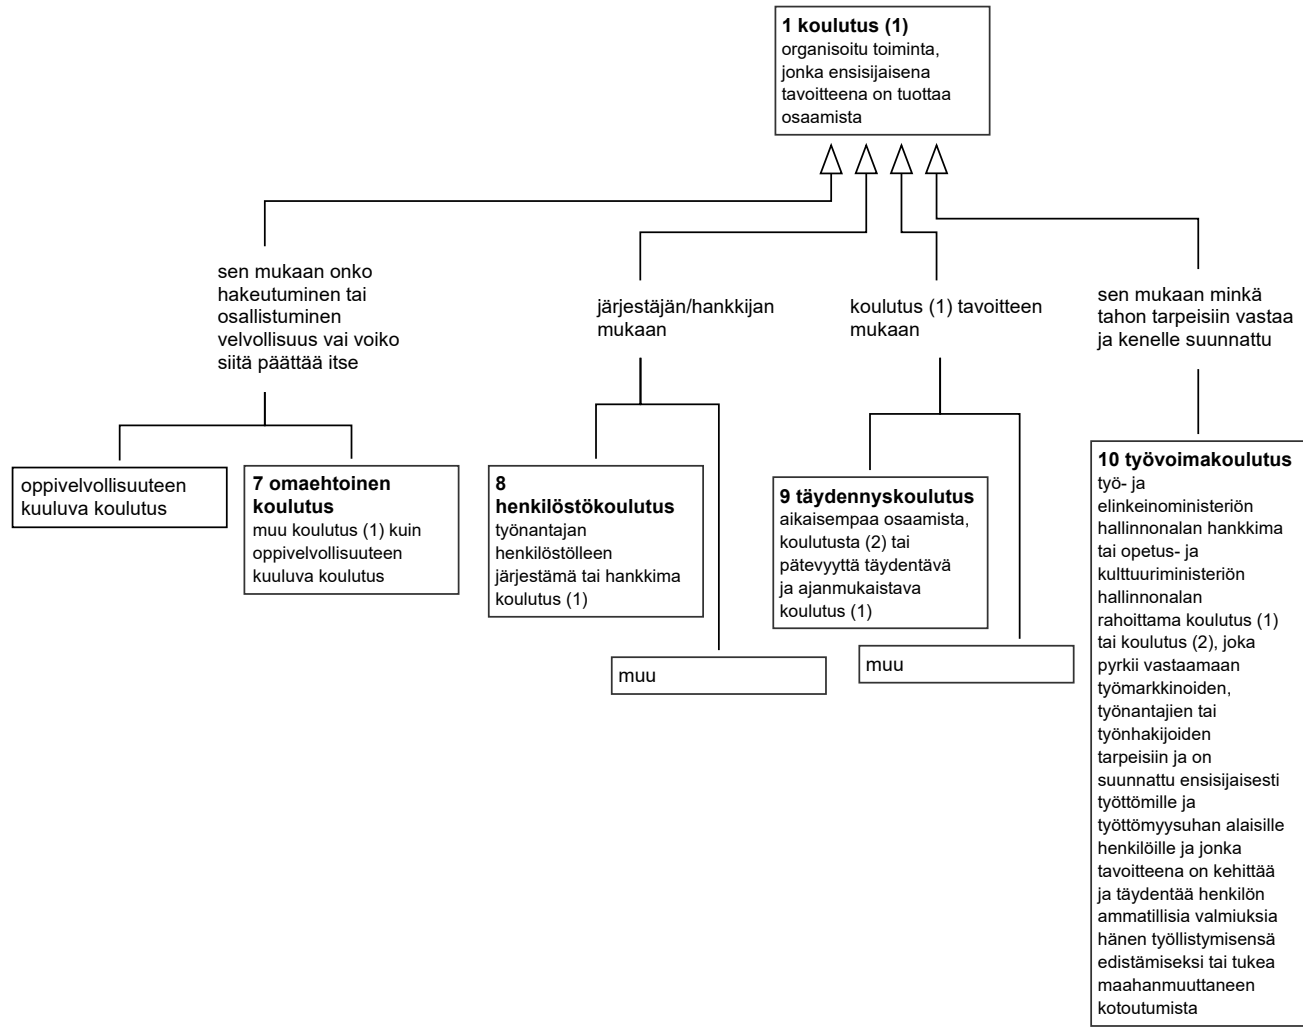 1 koulutus (1)
organisoitu toiminta,
jonka ensisijaisena
tavoitteena on tuottaa
osaamista
sen mukaan onko
hakeutuminen tai
osallistuminen
velvollisuus vai voiko
siitä päättää itse
järjestäjän/hankkijan
mukaan
koulutus (1) tavoitteen
mukaan
sen mukaan minkä
tahon tarpeisiin vastaa
ja kenelle suunnattu
oppivelvollisuuteen
kuuluva koulutus
7 omaehtoinen
koulutus
muu koulutus (1) kuin
oppivelvollisuuteen
kuuluva koulutus
8
henkilöstökoulutus
työnantajan
henkilöstölleen
järjestämä tai hankkima
koulutus (1)
muu
9 täydennyskoulutus
aikaisempaa osaamista,
koulutusta (2) tai
pätevyyttä täydentävä
ja ajanmukaistava
koulutus (1)
muu
10 työvoimakoulutus
työ- ja
elinkeinoministeriön
hallinnonalan hankkima
tai opetus- ja
kulttuuriministeriön
hallinnonalan
rahoittama koulutus (1)
tai koulutus (2), joka
pyrkii vastaamaan
työmarkkinoiden,
työnantajien tai
työnhakijoiden
tarpeisiin ja on
suunnattu ensisijaisesti
työttömille ja
työttömyysuhan alaisille
henkilöille ja jonka
tavoitteena on kehittää
ja täydentää henkilön
ammatillisia valmiuksia
hänen työllistymisensä
edistämiseksi tai tukea
maahanmuuttaneen
kotoutumista